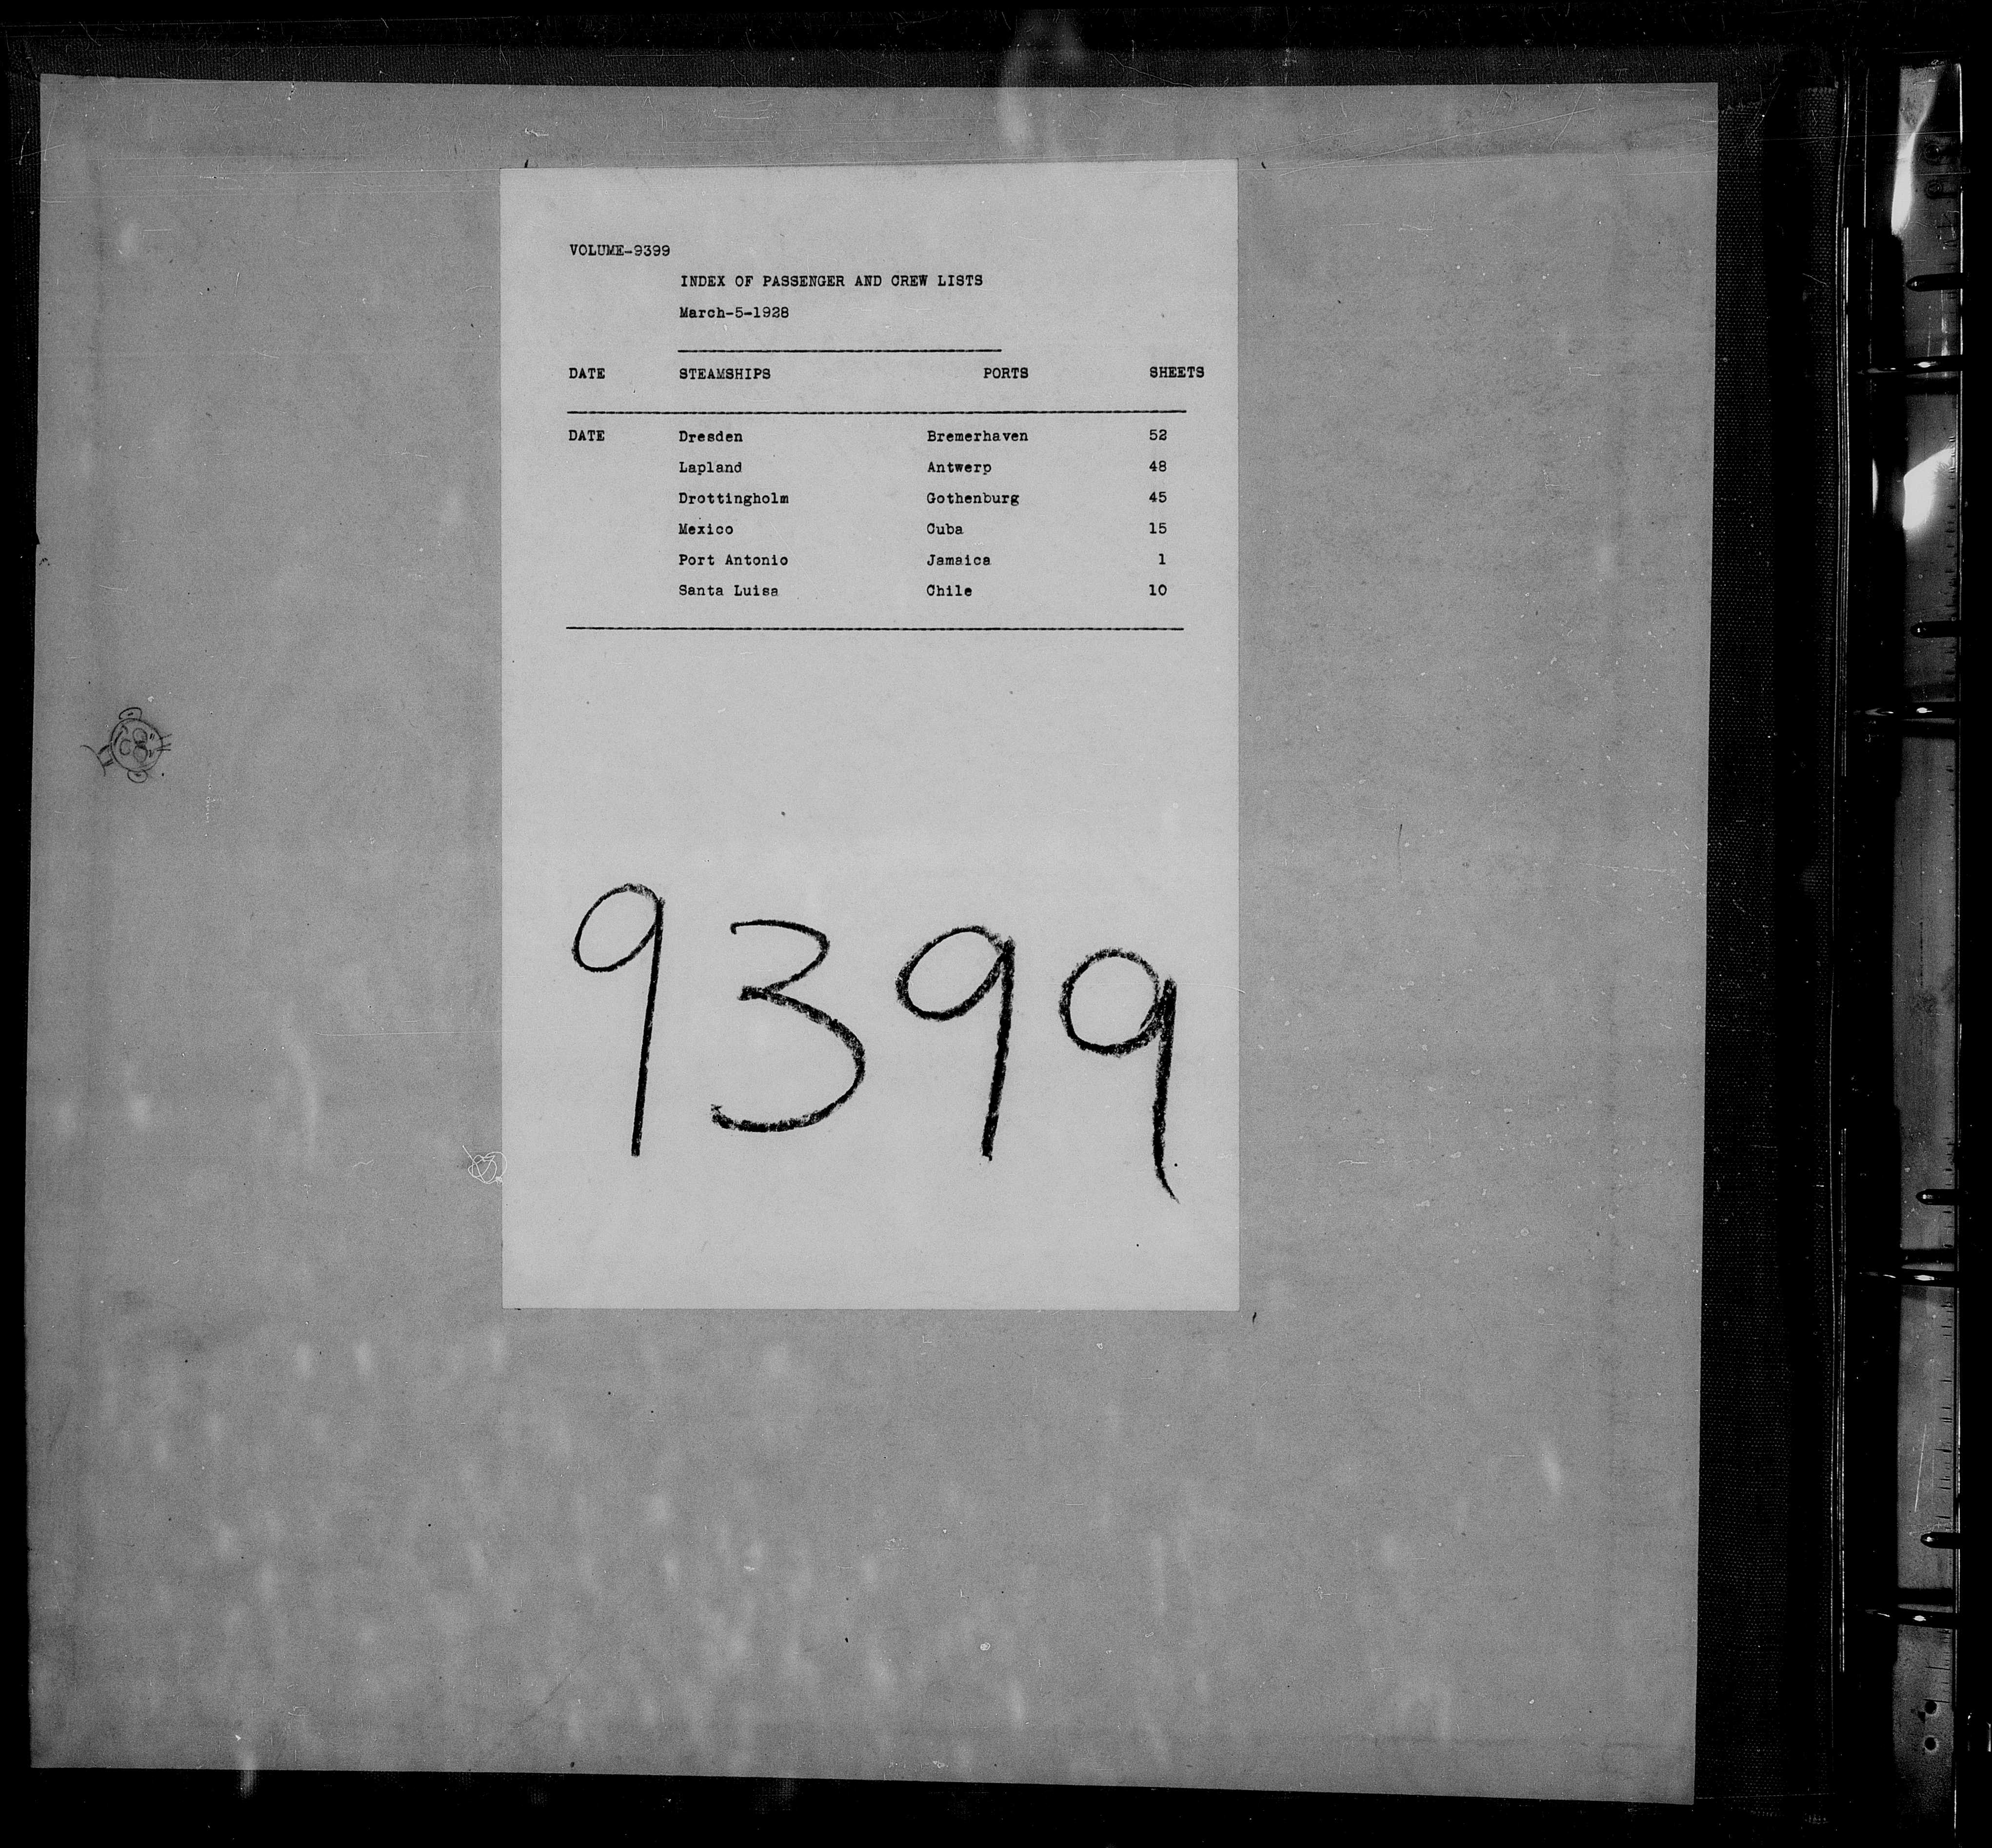 VOLUME-9399
INDEX OF PASSENGER AND CREW LISTS
March-5-1928
DATE STEAMSHIPS PORTS SHEETS
DATE Dresden Bremerhaven 52
Lapland Antwerp 48
Drottingholm Gothenburg 45
Mexico Cuba 15
Port Antonio Jamaica 1
Santa Luisa Chile 10
9399